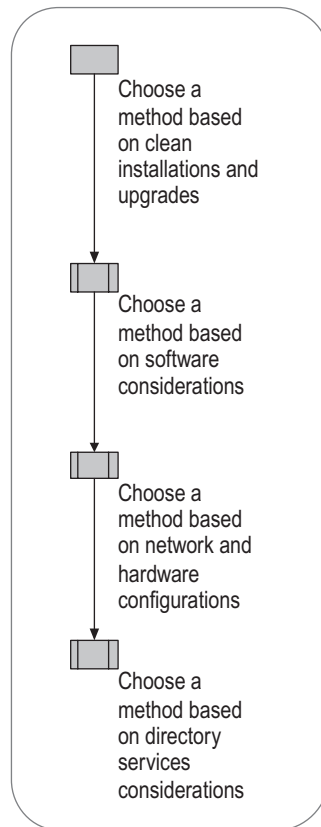 Choose a
method based
on clean
installations and
upgrades
Choose a
method based
on software
considerations
Choose a
method based
on network and
hardware
configurations
Choose a
method based
on directory
services
considerations